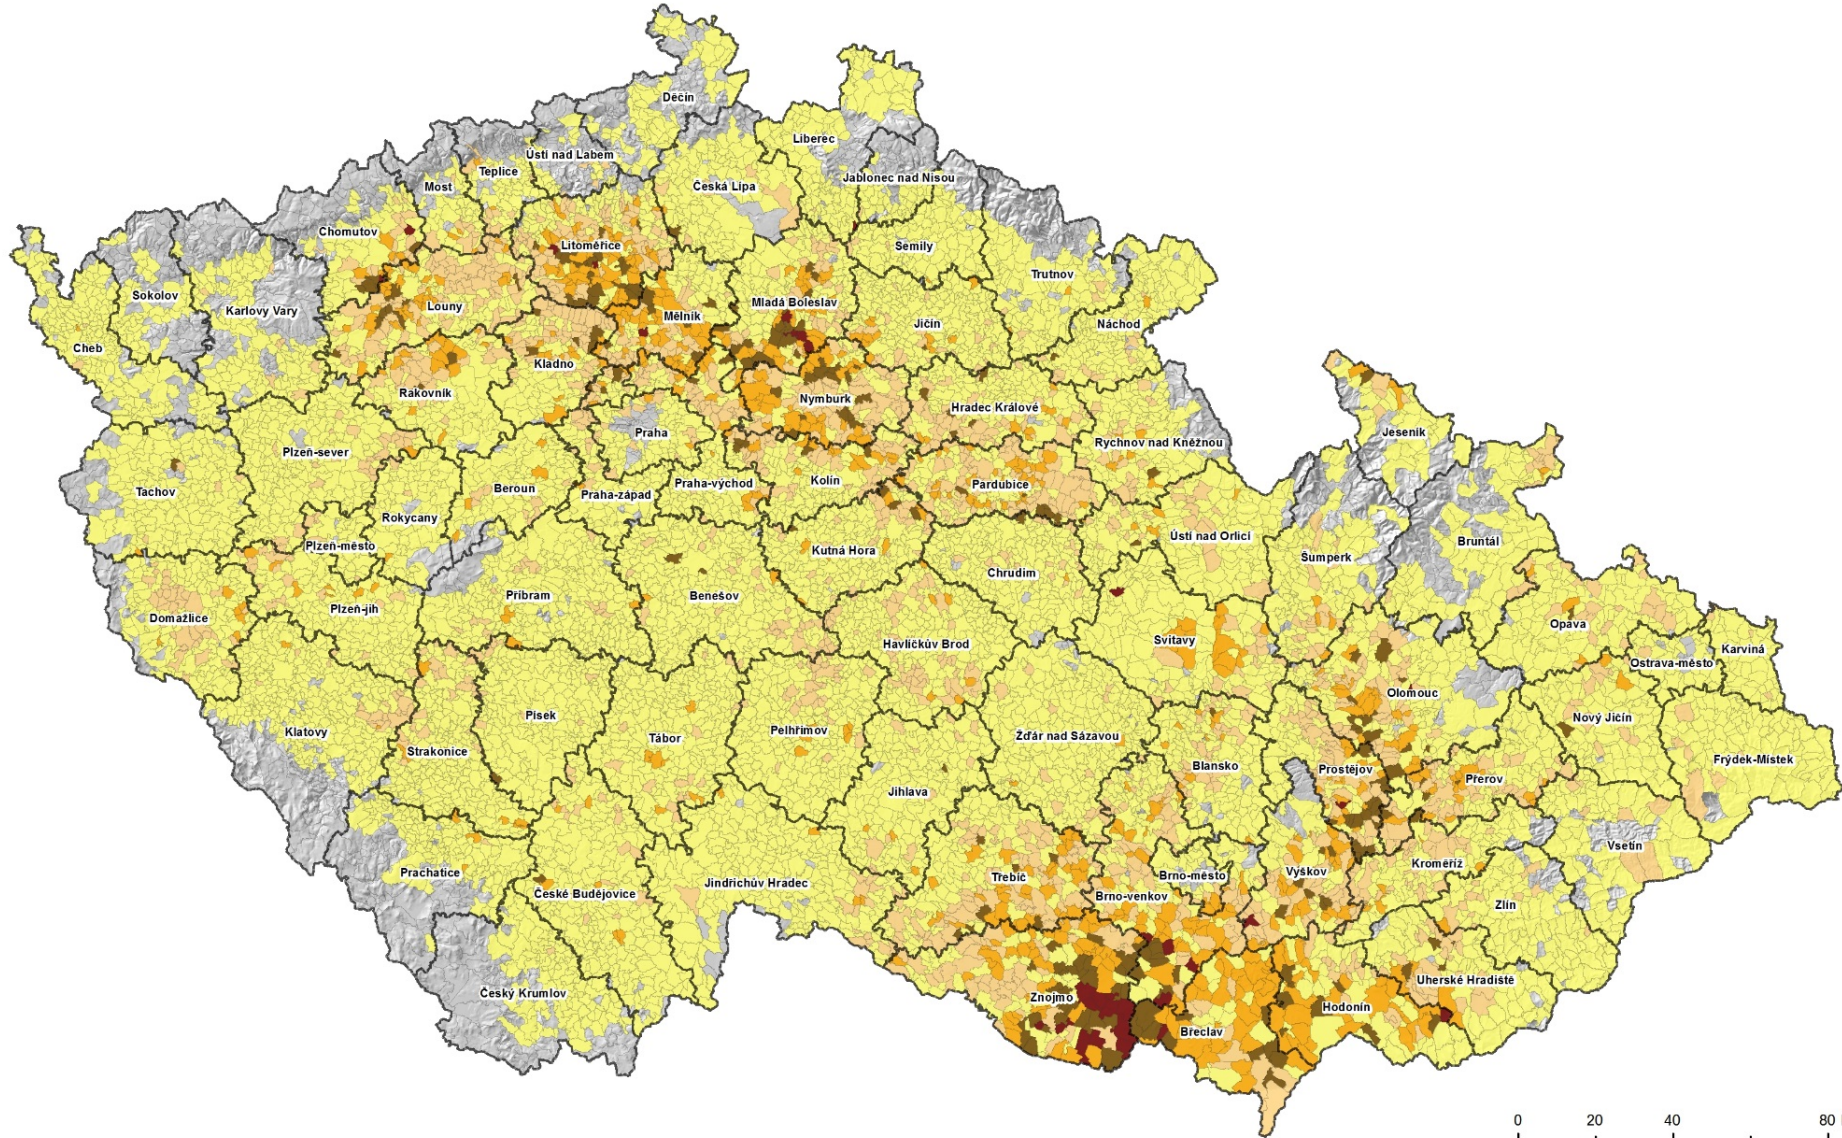 Děčín
Liberec
Ústí nad Labem
Teplice
Jablonec nad Nisou
Most
Česká Lípa
Chomutov
Litoměřice
Semily
Trutnov
Sokolov
Karlovy Vary
Louny
Mělník
Mladá Boleslav
Jičín
Náchod
Cheb
Kladno
Rakovník
Nymburk
Hradec Králové
Praha
Jeseník
Rychnov nad Kněžnou
Plzeň-sever
Tachov
Beroun
Praha-západ
Praha-východ
Kolín
Pardubice
Rokycany
Plzeň-město
Kutná Hora
Ústí nad Orlicí
Bruntál
Šumperk
Chrudim
Příbram
Benešov
Plzeň-jih
Domažlice
Opava
Havlíčkův Brod
Svitavy
Karviná
Ostrava-město
Olomouc
Písek
Nový Jičín
Klatovy
Pelhřimov
Tábor
Žďár nad Sázavou
Strakonice
Frýdek-Místek
Blansko
Prostějov
Přerov
Jihlava
Vsetín
Kroměříž
Prachatice
Třebíč
Brno-město
Vyškov
Jindřichův Hradec
České Budějovice
Brno-venkov
Zlín
Uherské Hradiště
Český Krumlov
Znojmo
Hodonín
Břeclav
0 20 40 80